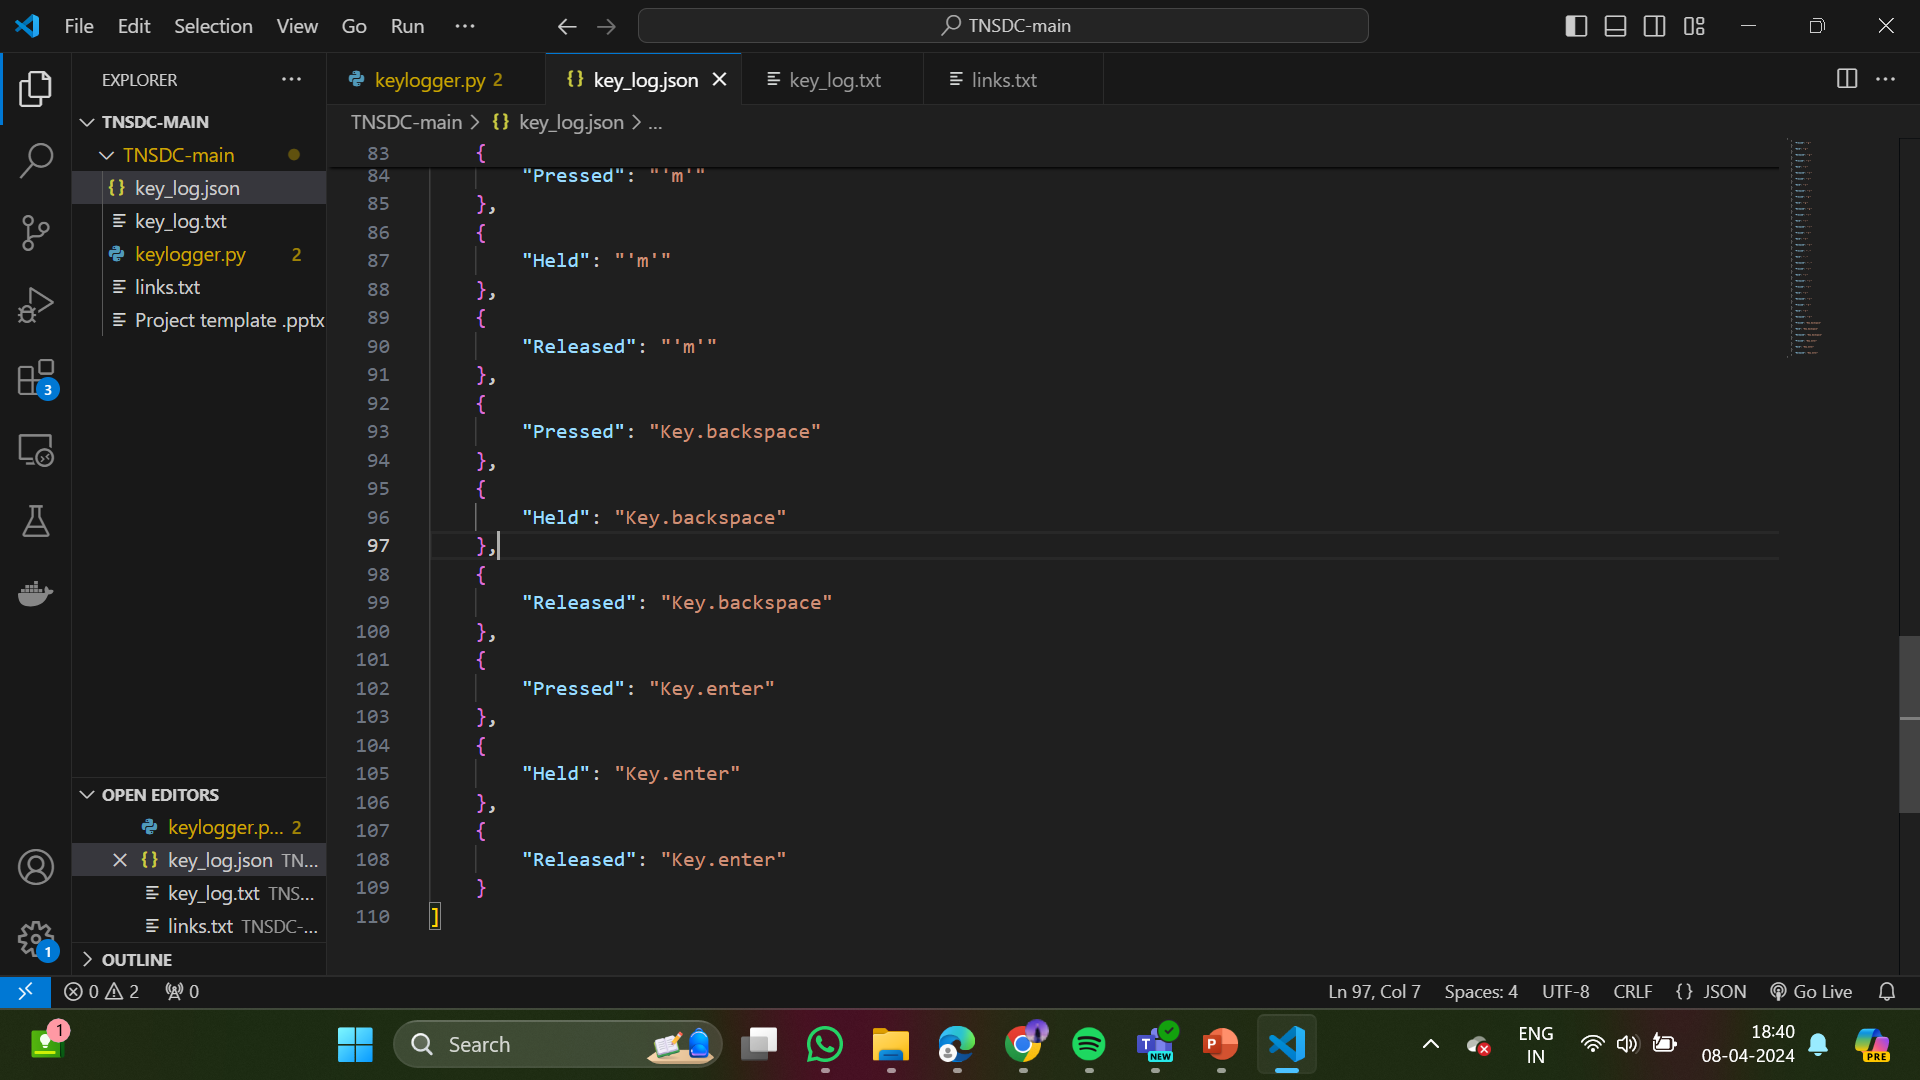 File Edit Selection View Go Run ··· TNSDC-main
EXPLORER ···
TNSDC-MAIN
TNSDC-main
{} key_log.json
key_log.txt
keylogger.py 2
links.txt
Project template .pptx
3
OPEN EDITORS
keylogger.p... 2
{} key_log.json TN...
key_log.txt TNS...
links.txt TNSDC-...
OUTLINE
1
keylogger.py 2 {} key_log.json key_log.txt links.txt ···
TNSDC-main > {} key_log.json > ...
83 {
84 "Pressed": "'m'"
85 },
86 {
87 "Held": "'m'"
88 },
89 {
90 "Released": "'m'"
91 },
92 {
93 "Pressed": "Key.backspace"
94 },
95 {
96 "Held": "Key.backspace"
97 },
98 {
99 "Released": "Key.backspace"
100 },
101 {
102 "Pressed": "Key.enter"
103 },
104 {
105 "Held": "Key.enter"
106 },
107 {
108 "Released": "Key.enter"
109 }
110 ]
0 2 0 Ln 97, Col 7 Spaces: 4 UTF-8 CRLF {} JSON Go Live
1 Search NEW ENG 18:40
IN 08-04-2024 PRE